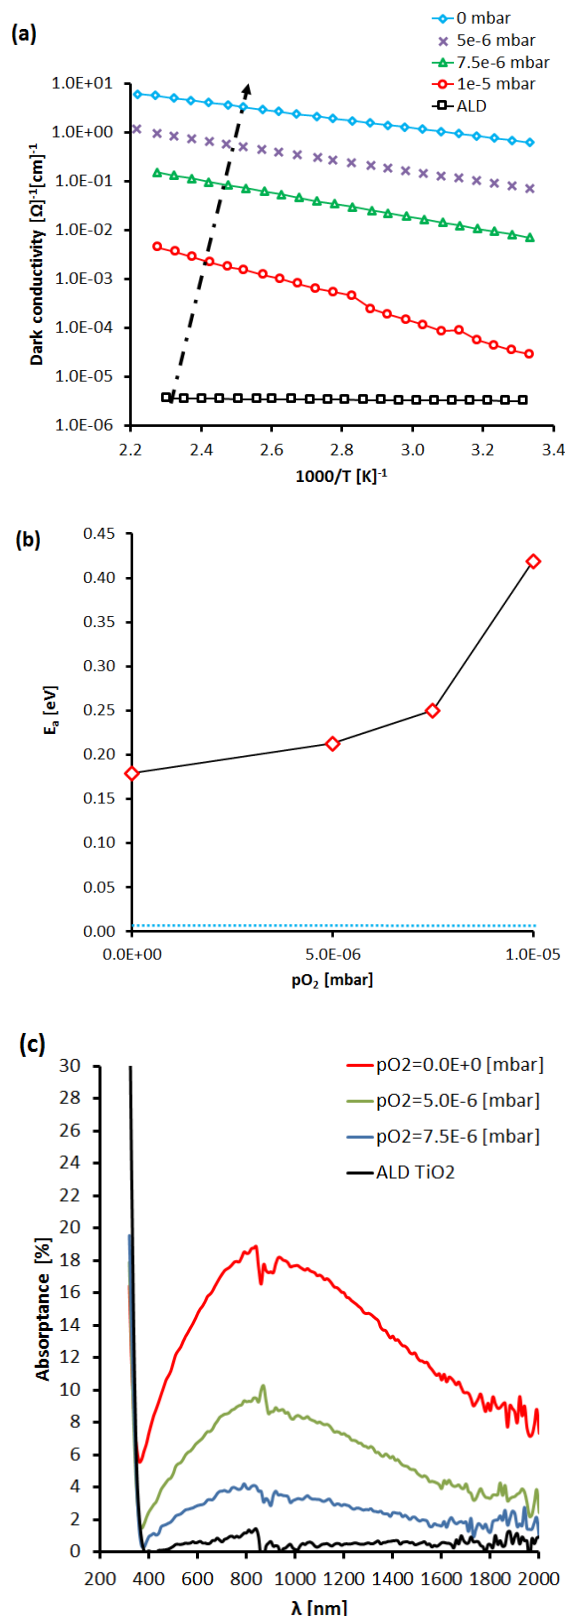 (a)
0 mbar
5e-6 mbar
7.5e-6 mbar
1e-5 mbar
ALD
1.0E+01
1.0E+00
1.0E-01
1.0E-02
1.0E-03
1.0E-04
1.0E-05
1.0E-06
Dark conductivity [Ω]-1[cm]-1
2.2 2.4 2.6 2.8 3.0 3.2 3.4
1000/T [K]-1
(b)
0.45
0.40
0.35
0.30
0.25
0.20
0.15
0.10
0.05
0.00
Ea [eV]
0.0E+00 5.0E-06 1.0E-05
pO2 [mbar]
(c)
pO2=0.0E+0 [mbar]
pO2=5.0E-6 [mbar]
pO2=7.5E-6 [mbar]
ALD TiO2
30
28
26
24
22
20
18
16
14
12
10
8
6
4
2
0
Absorptance [%]
200 400 600 800 1000 1200 1400 1600 1800 2000
λ [nm]